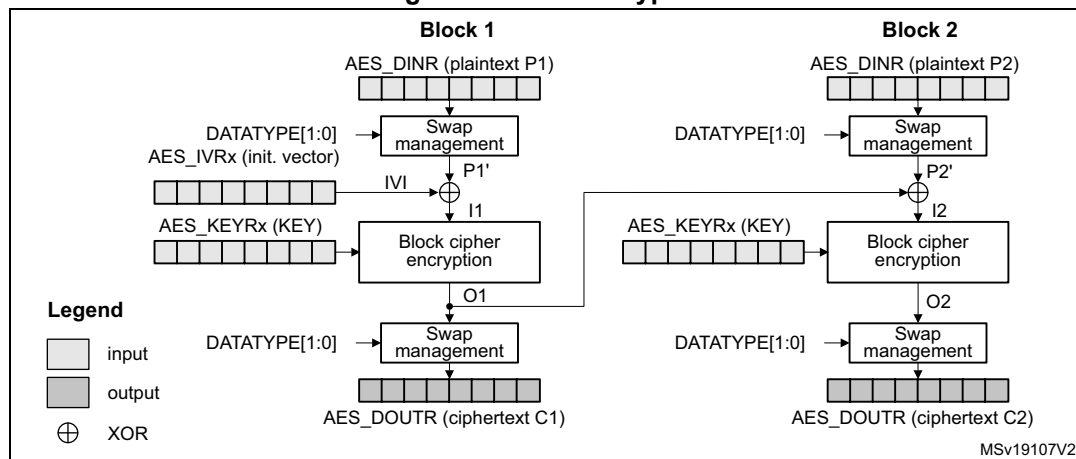 Block 1
Block 2
AES_DINR (plaintext P1)
AES_DINR (plaintext P2)
DATATYPE[1:0]
Swap
management
DATATYPE[1:0]
Swap
management
AES_IVRx (init. vector)
P1'
P2'
IVI
I1
I2
AES_KEYRx (KEY)
Block cipher
encryption
AES_KEYRx (KEY)
Block cipher
encryption
O1
O2
Legend
input
output
XOR
DATATYPE[1:0]
Swap
management
DATATYPE[1:0]
Swap
management
AES_DOUTR (ciphertext C1)
AES_DOUTR (ciphertext C2)
MSv19107V2